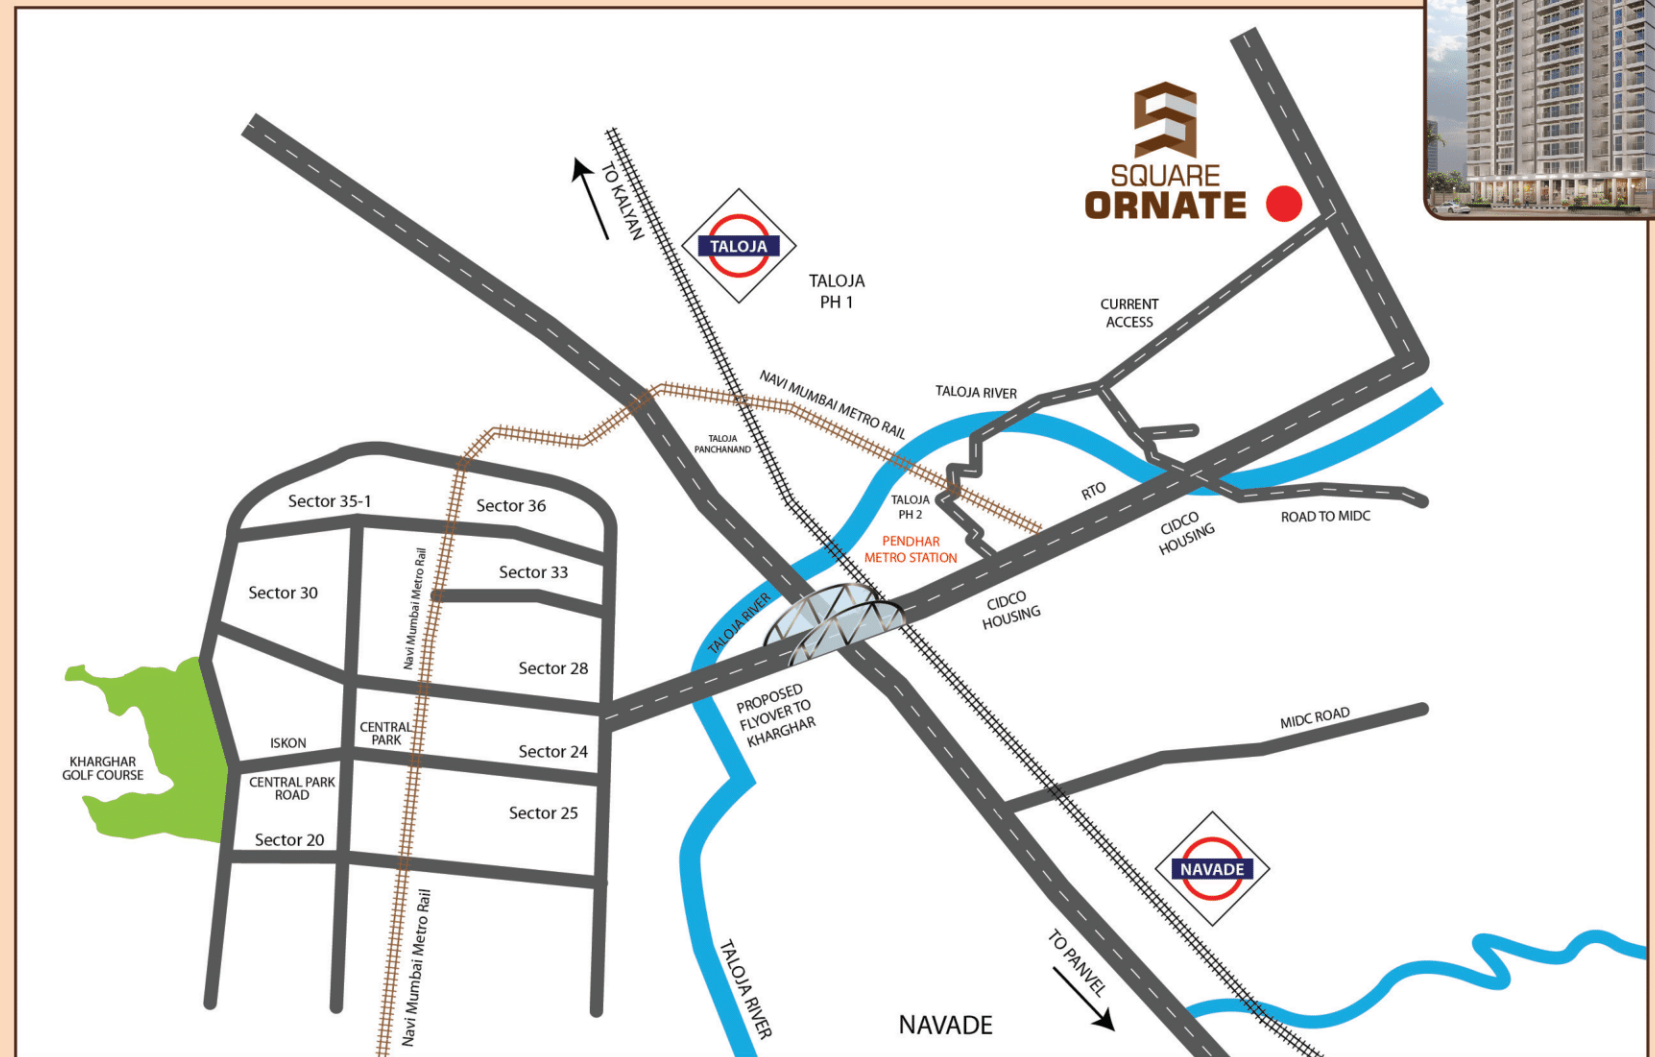 SQUARE
ORNATE
TO KALYAN
TALOJA
TALOJA
PH 1
CURRENT
ACCESS
NAVI MUMBAI METRO RAIL
TALOJA RIVER
TALOJA
PANCHANAND
Sector 35-1
Sector 36
TALOJA
PH 2
RTO
CIDCO
HOUSING
ROAD TO MIDC
PENDHAR
METRO STATION
Sector 33
Sector 30
Navi Mumbai Metro Rail
TALOJA RIVER
CIDCO
HOUSING
Sector 28
PROPOSED
FLYOVER TO
KHARGHAR
MIDC ROAD
CENTRAL
PARK
ISKON
Sector 24
KHARGHAR
GOLF COURSE
CENTRAL PARK
ROAD
Sector 25
Sector 20
NAVADE
Navi Mumbai Metro Rail
TALOJA RIVER
TO PANVEL
NAVADE